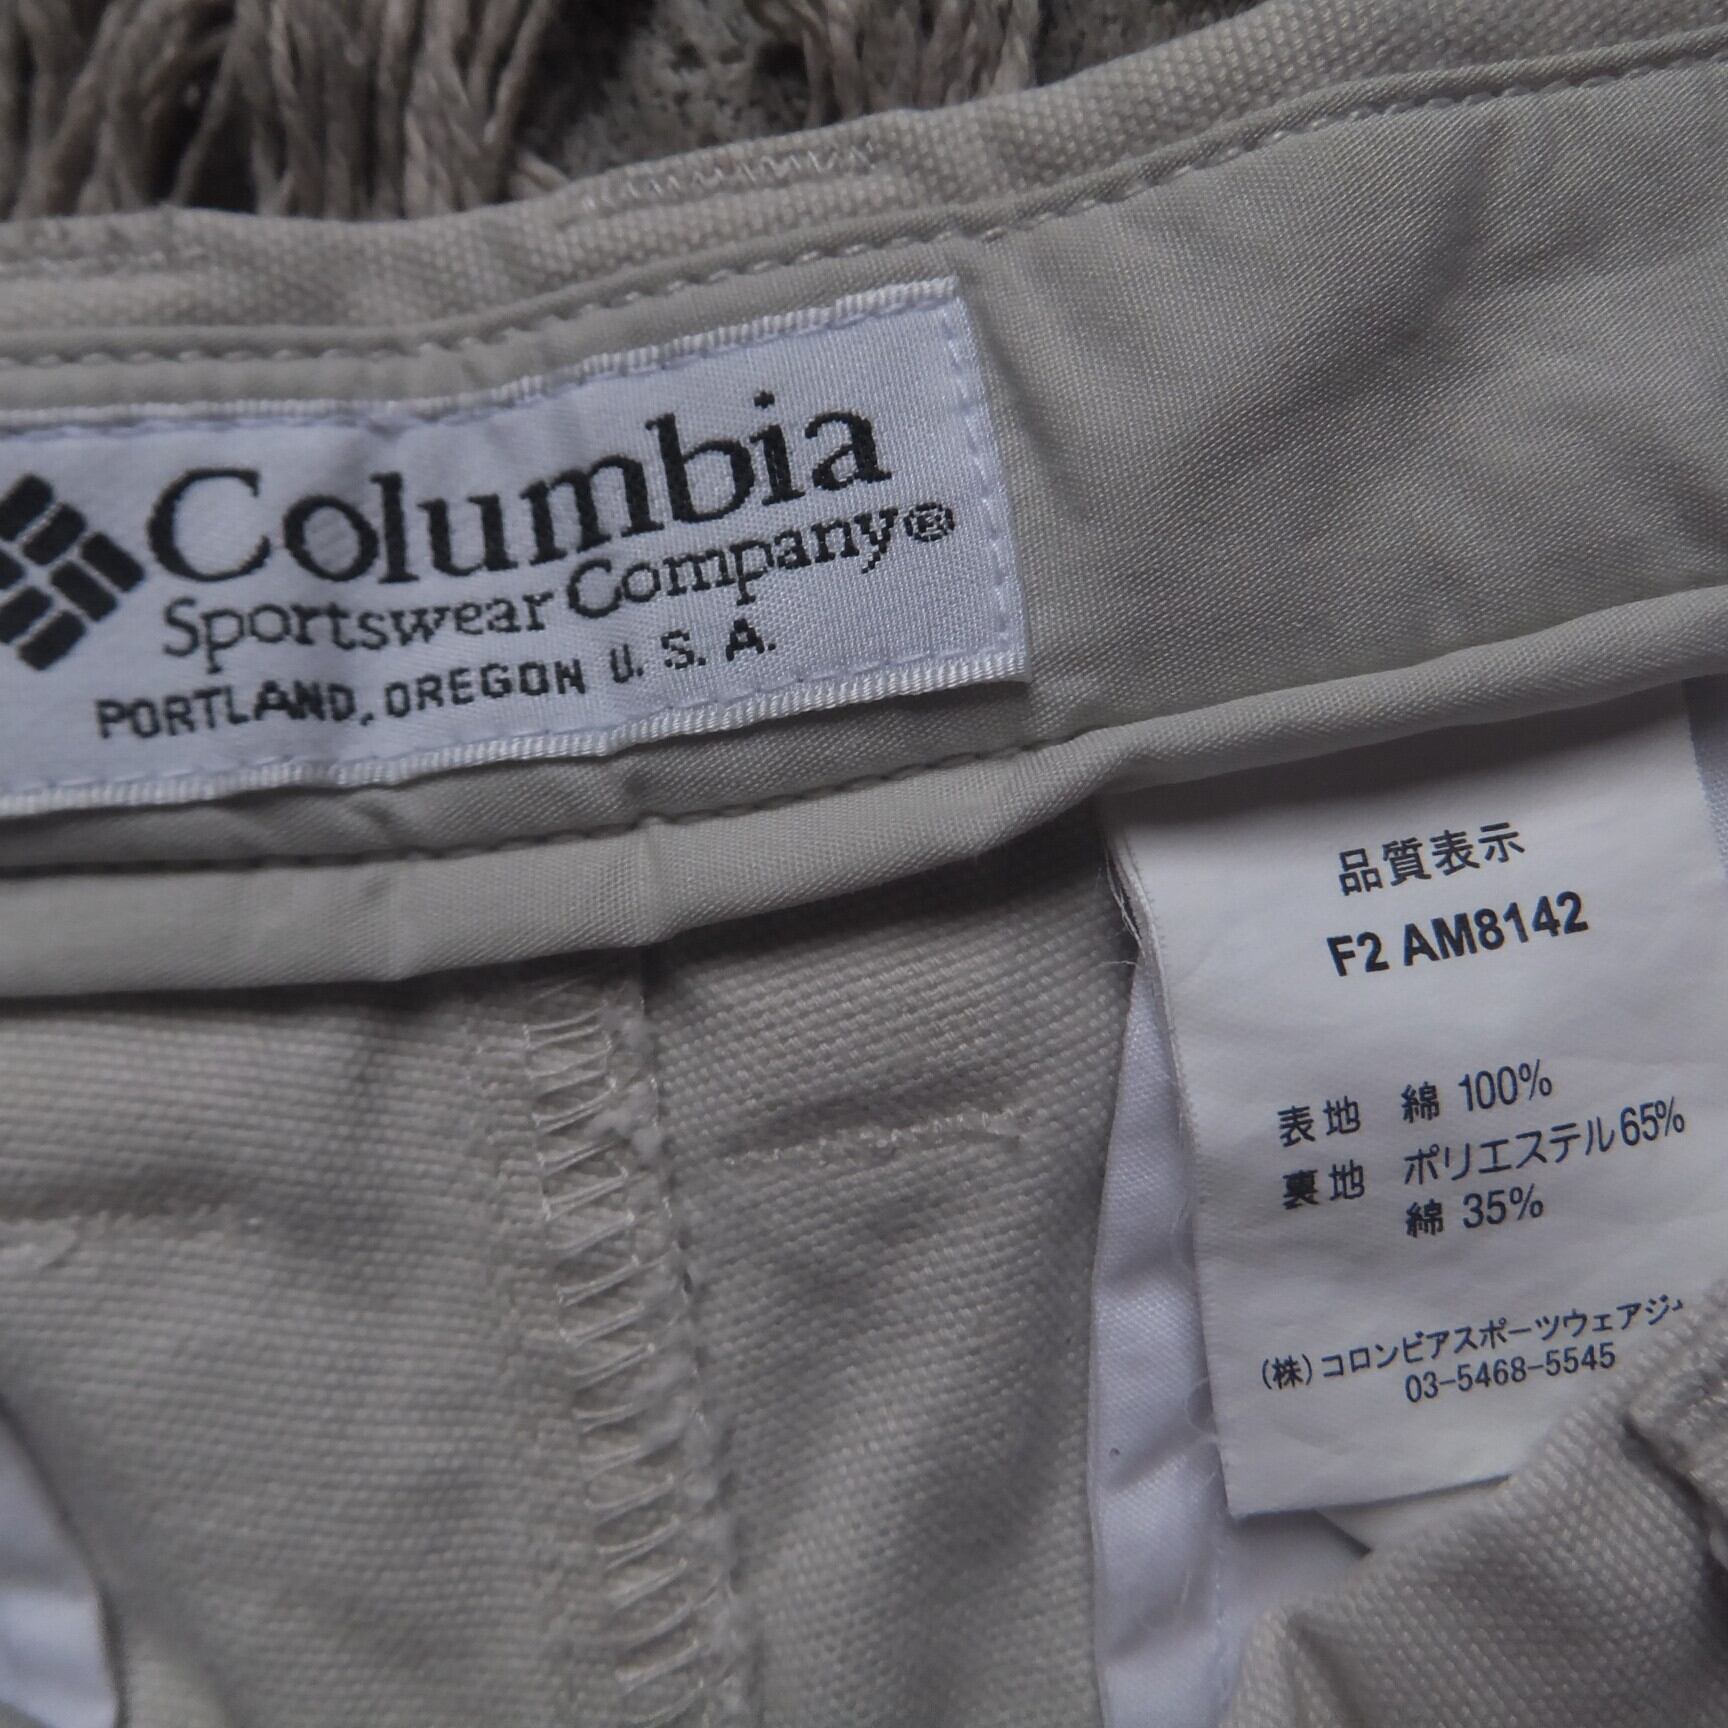 Columbia
Sportswear Company®
PORTLAND, OREGON U. S. A.
品質表示
F2 AM8142
表地 綿 100%
裏地 ポリエステル 65%
綿 35%
(株)コロンビアスポーツウェアジ
03-5468-5545